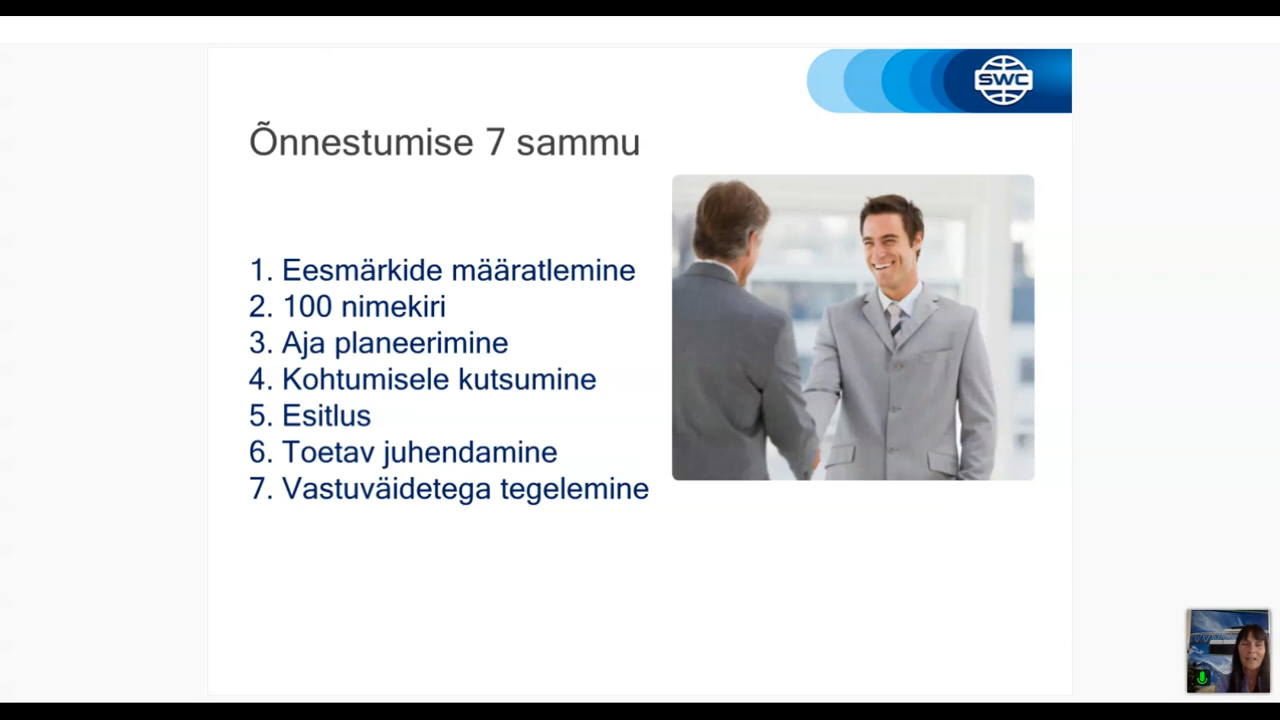 SWC
Õnnestumise 7 sammu
1. Eesmärkide määratlemine
2. 100 nimekiri
3. Aja planeerimine
4. Kohtumisele kutsumine
5. Esitlus
6. Toetav juhendamine
7. Vastuväidetega tegelemine